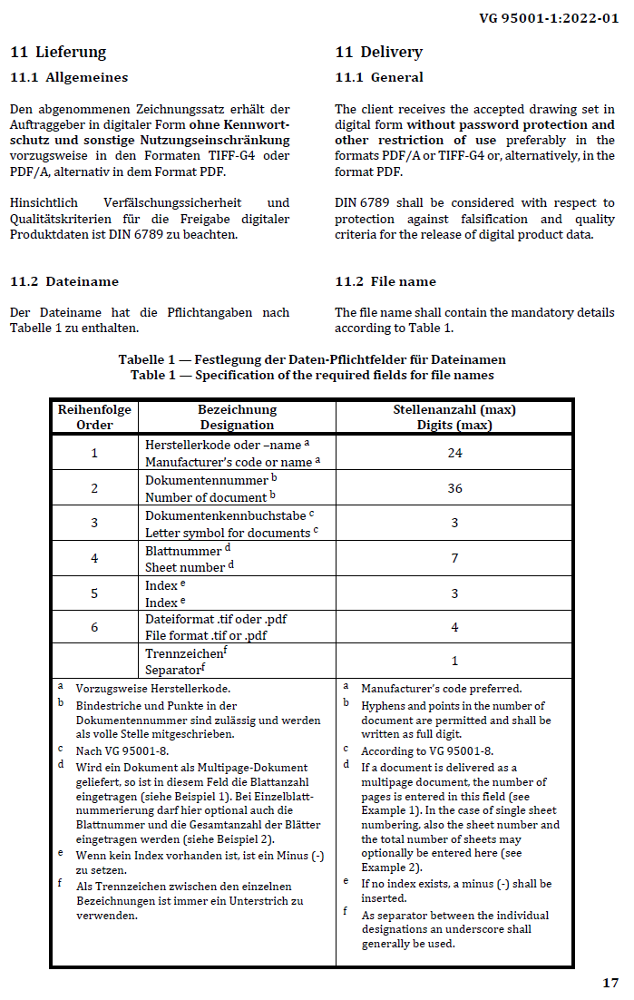 VG 95001-1:2022-01
11 Lieferung
11.1 Allgemeines
Den abgenommenen Zeichnungssatz erhält der
Auftraggeber in digitaler Form ohne Kennwort-
schutz und sonstige Nutzungseinschränkung
vorzugsweise in den Formaten TIFF-G4 oder
PDF/A, alternativ in dem Format PDF.
Hinsichtlich Verfälschungssicherheit und
Qualitätskriterien für die Freigabe digitaler
Produktdaten ist DIN 6789 zu beachten.
11.2 Dateiname
Der Dateiname hat die Pflichtangaben nach
Tabelle 1 zu enthalten.
11 Delivery
11.1 General
The client receives the accepted drawing set in
digital form without password protection and
other restriction of use preferably in the
formats PDF/A or TIFF-G4 or, alternatively, in the
format PDF.
DIN 6789 shall be considered with respect to
protection against falsification and quality
criteria for the release of digital product data.
11.2 File name
The file name shall contain the mandatory details
according to Table 1.
Tabelle 1 — Festlegung der Daten-Pflichtfelder für Dateinamen
Table 1 — Specification of the required fields for file names
Reihenfolge
Order
Bezeichnung
Designation
Stellenanzahl (max)
Digits (max)
1
Herstellerkode oder –name a
Manufacturer's code or name a
24
2
Dokumentennummer b
Number of document b
36
3
Dokumentenkennbuchstabe c
Letter symbol for documents c
3
4
Blattnummer d
Sheet number d
7
5
Index e
Index e
3
6
Dateiformat .tif oder .pdf
File format .tif or .pdf
4
Trennzeichen f
Separator f
1
a Vorzugsweise Herstellerkode.
b Bindestriche und Punkte in der
Dokumentennummer sind zulässig und werden
als volle Stelle mitgeschrieben.
c Nach VG 95001-8.
d Wird ein Dokument als Multipage-Dokument
geliefert, so ist in diesem Feld die Blattanzahl
eingetragen (siehe Beispiel 1). Bei Einzelblatt-
nummerierung darf hier optional auch die
Blattnummer und die Gesamtanzahl der Blätter
eingetragen werden (siehe Beispiel 2).
e Wenn kein Index vorhanden ist, ist ein Minus (-)
zu setzen.
f Als Trennzeichen zwischen den einzelnen
Bezeichnungen ist immer ein Unterstrich zu
verwenden.
a Manufacturer's code preferred.
b Hyphens and points in the number of
document are permitted and shall be
written as full digit.
c According to VG 95001-8.
d If a document is delivered as a
multipage document, the number of
pages is entered in this field (see
Example 1). In the case of single sheet
numbering, also the sheet number and
the total number of sheets may
optionally be entered here (see
Example 2).
e If no index exists, a minus (-) shall be
inserted.
f As separator between the individual
designations an underscore shall
generally be used.
17